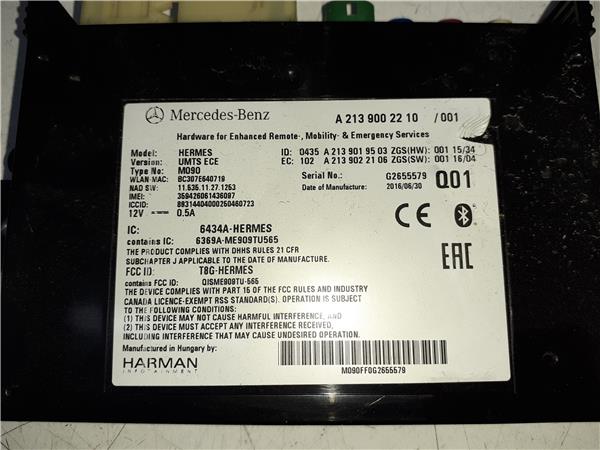 Mercedes-Benz A 213 900 22 10 /001
Hardware for Enhanced Remote-, Mobility- & Emergency Services
Model: HERMES ID: 0435 A 213 901 95 03 ZGS(HW): 001 15/34
Version: UMTS ECE EC: 102 A 213 902 21 06 ZGS(SW): 001 16/04
Type No: M090
WLAN-MAC: BC307E640719 Serial No.: G2655579 Q01
NAD SW: 11.635.11.27.1253 Date of Manufacture: 2016/06/30
IMEI: 359426061436097
ICCID: 88314404000250460723
12V 0.5A
CE
IC: 6434A-HERMES
contains IC: 6369A-ME909TU565
EAC
THE PRODUCT COMPLIES WITH DHHS RULES 21 CFR
SUBCHAPTER J APPLICABLE TO THE DATE OF MANUFACTURE.
FCC ID: T8G-HERMES
contains FCC ID: QISME909TU-565
THE DEVICE COMPLIES WITH PART 15 OF THE FCC RULES AND INDUSTRY
CANADA LICENCE-EXEMPT RSS STANDARD(S). OPERATION IS SUBJECT
TO THE FOLLOWING CONDITIONS:
(1) THIS DEVICE MAY NOT CAUSE HARMFUL INTERFERENCE, AND
(2) THIS DEVICE MUST ACCEPT ANY INTERFERENCE RECEIVED,
INCLUDING INTERFERENCE THAT MAY CAUSE UNDESIRED OPERATION.
Manufactured in Hungary by:
HARMAN
INFOTAINMENT
M090FF0G2655579